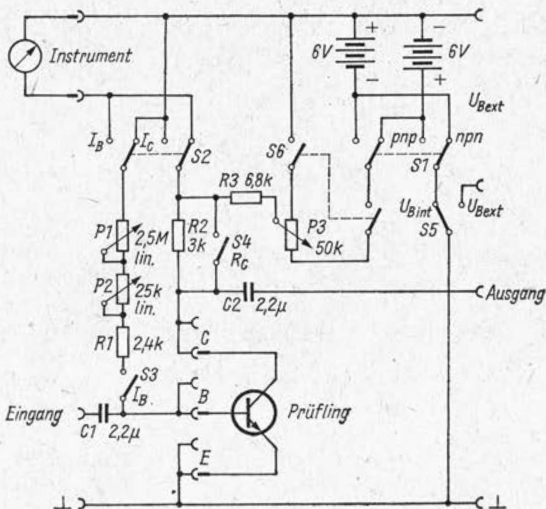 Instrument
6V
+
−
−
+
6V
U_Bext
I_B
I_C
S2
S6
pnp
npn
S1
R3 6,8k
P1
2,5M
lin.
R2
3k
S4
R_C
P3
50k
U_Bint
S5
U_Bext
P2
25k
lin.
C2
2,2µ
Ausgang
R1
2,4k
S3
I_B
C
B
E
Prüfling
Eingang
C1
2,2µ